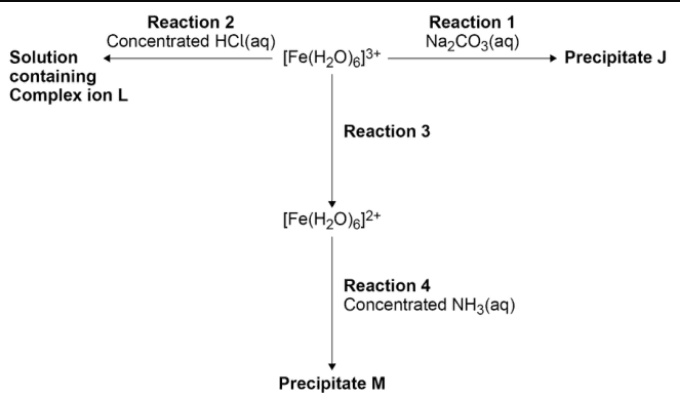 Reaction 2
Concentrated HCl(aq)
Reaction 1
Na₂CO₃(aq)
Solution
containing
Complex ion L
[Fe(H₂O)₆]³⁺
Precipitate J
Reaction 3
[Fe(H₂O)₆]²⁺
Reaction 4
Concentrated NH₃(aq)
Precipitate M